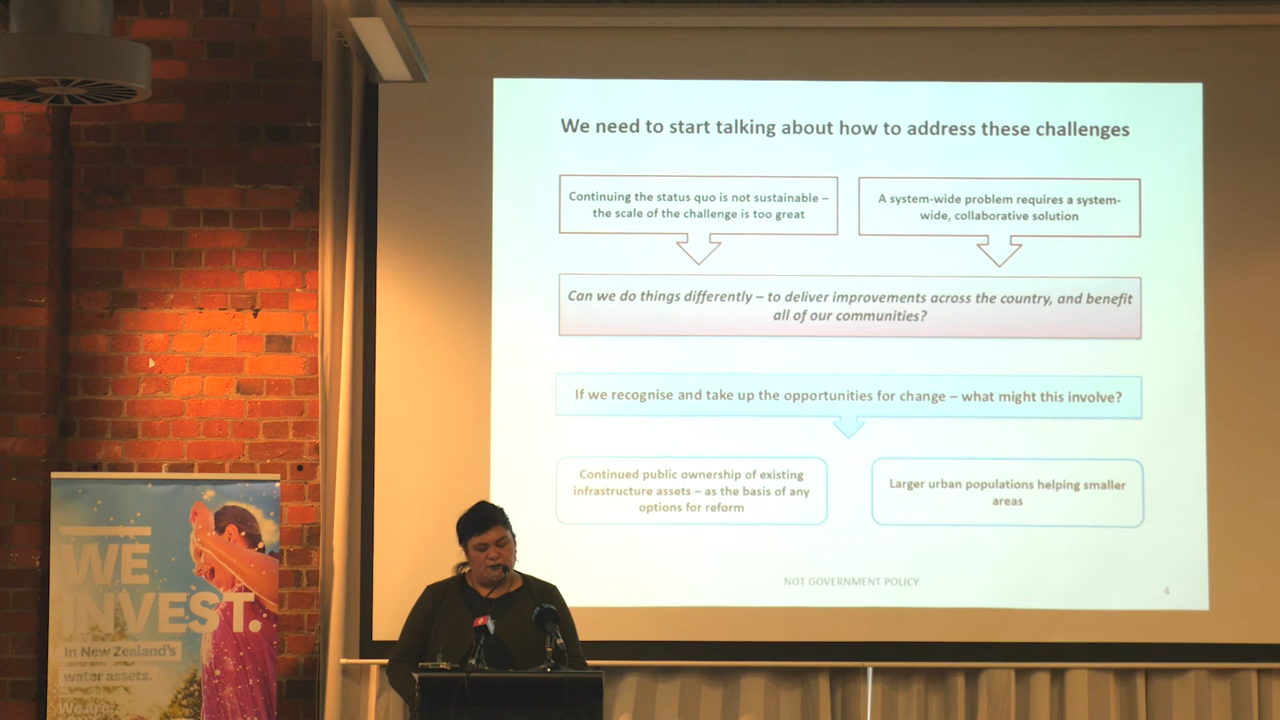 We need to start talking about how to address these challenges
Continuing the status quo is not sustainable –
the scale of the challenge is too great
A system-wide problem requires a system-
wide, collaborative solution
Can we do things differently – to deliver improvements across the country, and benefit
all of our communities?
If we recognise and take up the opportunities for change – what might this involve?
Continued public ownership of existing
infrastructure assets – as the basis of any
options for reform
Larger urban populations helping smaller
areas
NOT GOVERNMENT POLICY
4
WE
INVEST.
In New Zealand's
water assets.
We are